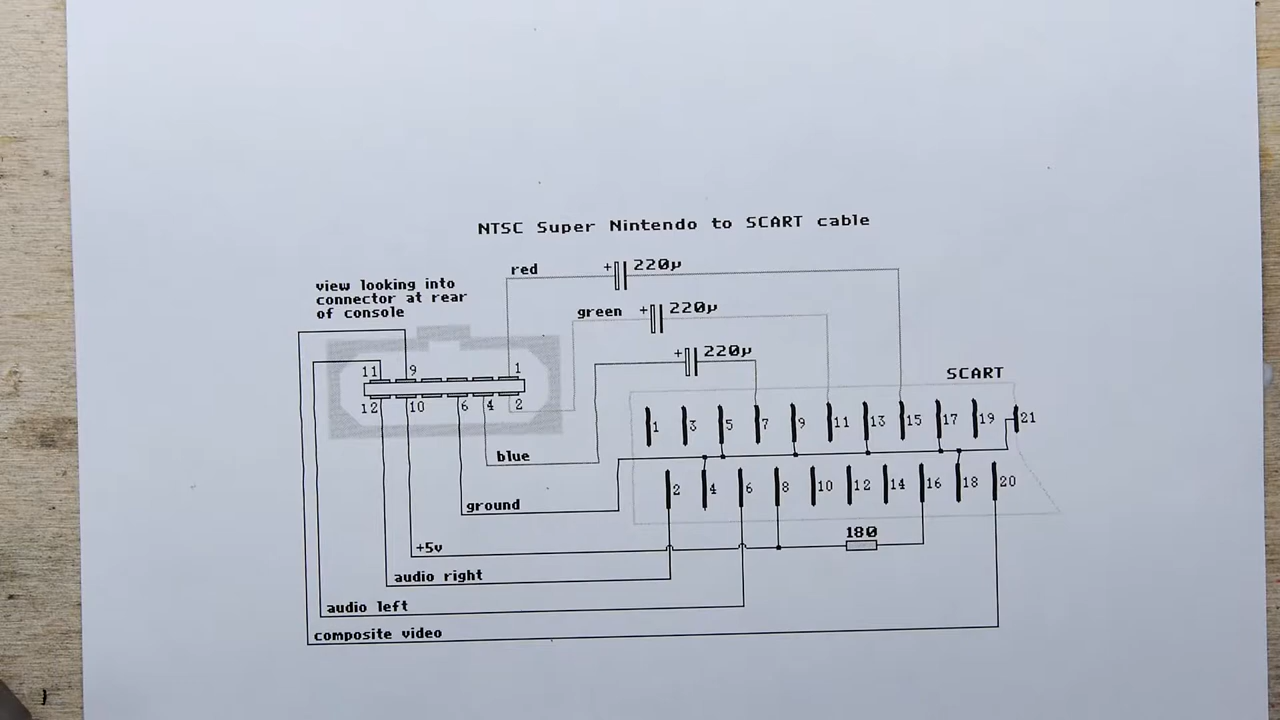 NTSC Super Nintendo to SCART cable
red
+ 220µ
view looking into
connector at rear
of console
green + 220µ
+ 220µ
11 9 1
SCART
12 10 6 4 2
1 3 5 7 9 11 13 15 17 19 21
blue
2 4 6 8 10 12 14 16 18 20
ground
180
+5v
audio right
audio left
composite video